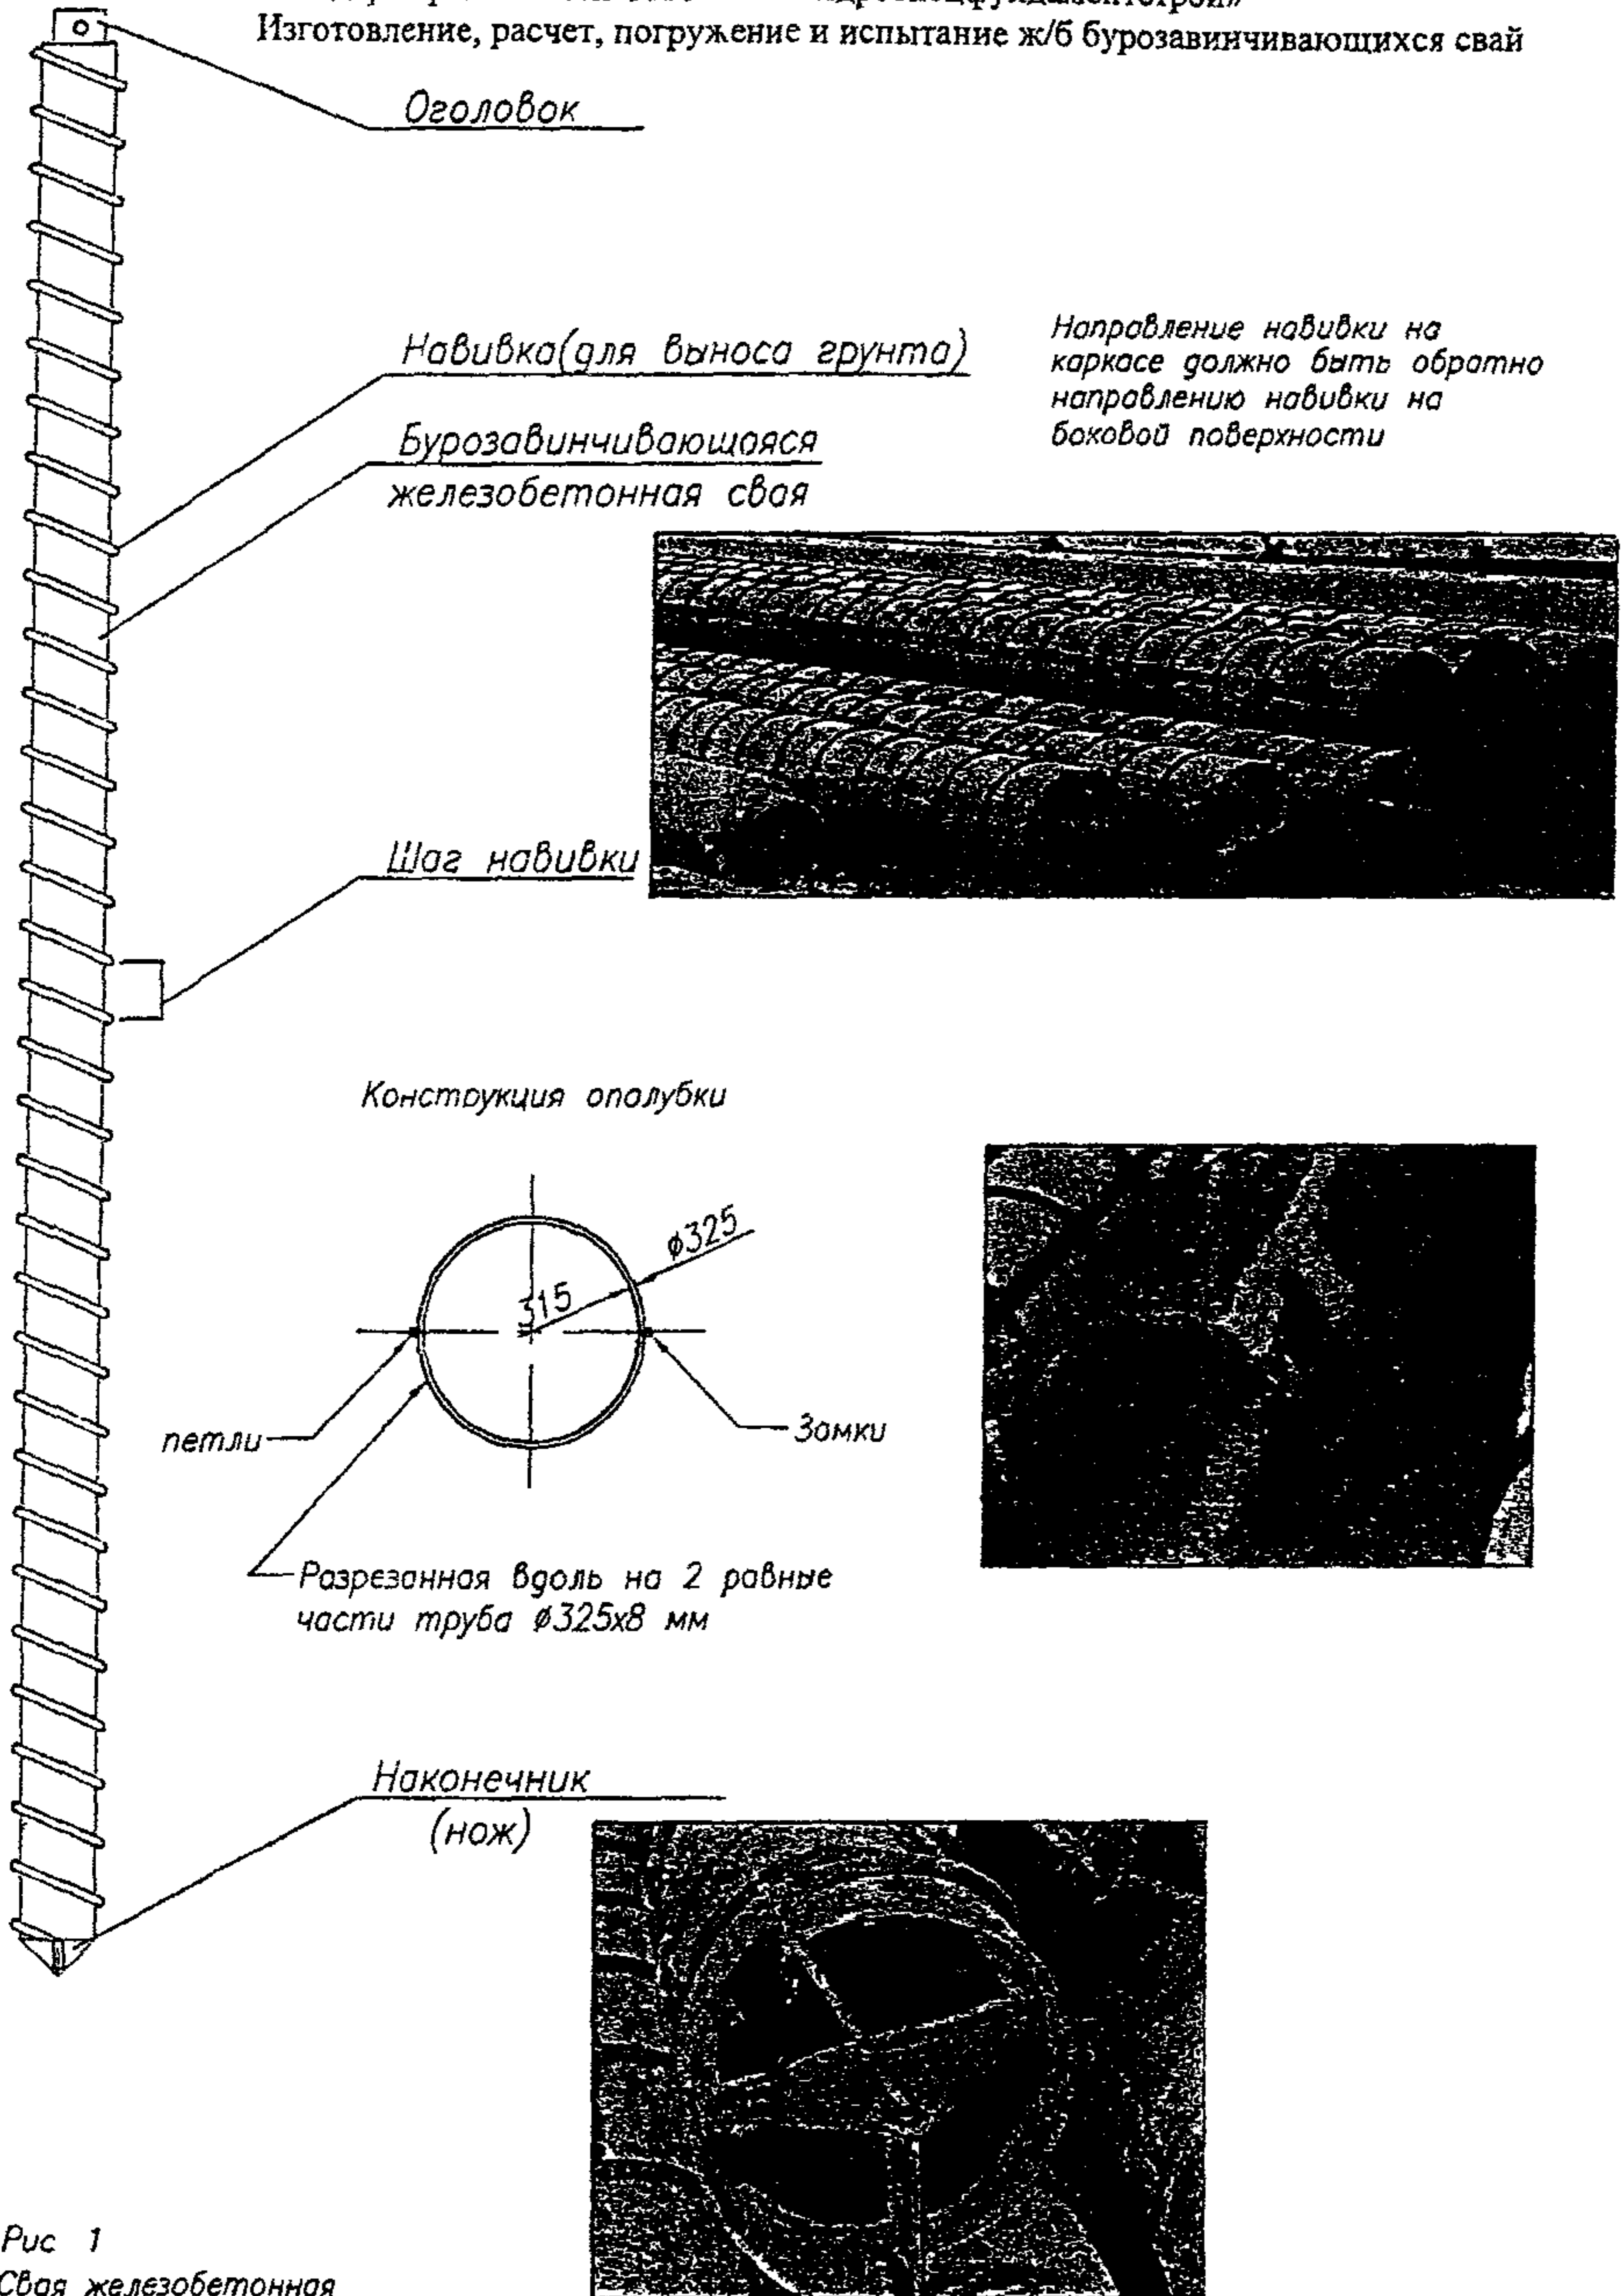 Изготовление, расчет, погружение и испытание ж/б бурозавинчивающихся свай
Оголовок
Навивка(для выноса грунта)
Направление навивки на
каркасе должно быть обратно
направлению навивки на
боковой поверхности
Бурозавинчивающаяся
железобетонная свая
Шаг навивки
Конструкция опалубки
ϕ325
315
петли
Замки
Разрезанная вдоль на 2 равные
части труба ϕ325х8 мм
Наконечник
(нож)
Рис 1
Свая железобетонная